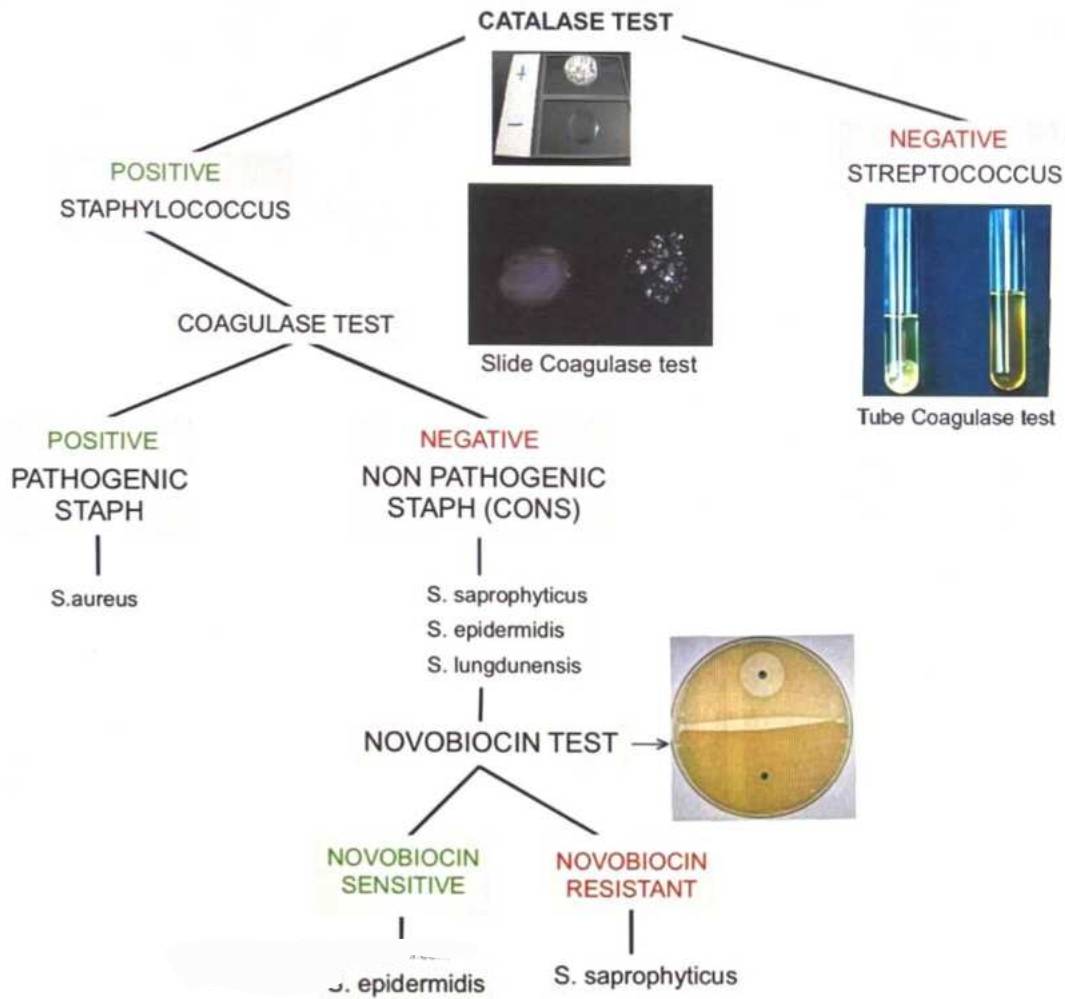 CATALASE TEST
+
-
POSITIVE
STAPHYLOCOCCUS
NEGATIVE
STREPTOCOCCUS
COAGULASE TEST
Slide Coagulase test
Tube Coagulase test
POSITIVE
PATHOGENIC
STAPH
S.aureus
NEGATIVE
NON PATHOGENIC
STAPH (CONS)
S. saprophyticus
S. epidermidis
S. lungdunensis
NOVOBIOCIN TEST
NOVOBIOCIN
SENSITIVE
S. epidermidis
NOVOBIOCIN
RESISTANT
S. saprophyticus